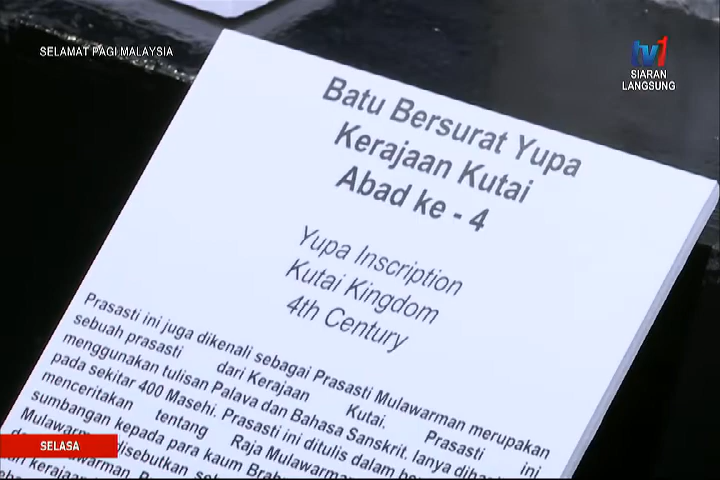 SELAMAT PAGI MALAYSIA
tv1
SIARAN
LANGSUNG
Batu Bersurat Yupa
Kerajaan Kutai
Abad ke - 4
Yupa Inscription
Kutai Kingdom
4th Century
Prasasti ini juga dikenali sebagai Prasasti Mulawarman merupakan
sebuah prasasti dari Kerajaan Kutai. Prasasti ini
menggunakan tulisan Palava dan Bahasa Sanskrit. Ianya
pada sekitar 400 Masehi. Prasasti ini ditulis dalam
menceritakan tentang Raja
sumbangan kepada para kaum
disebutkan
SELASA